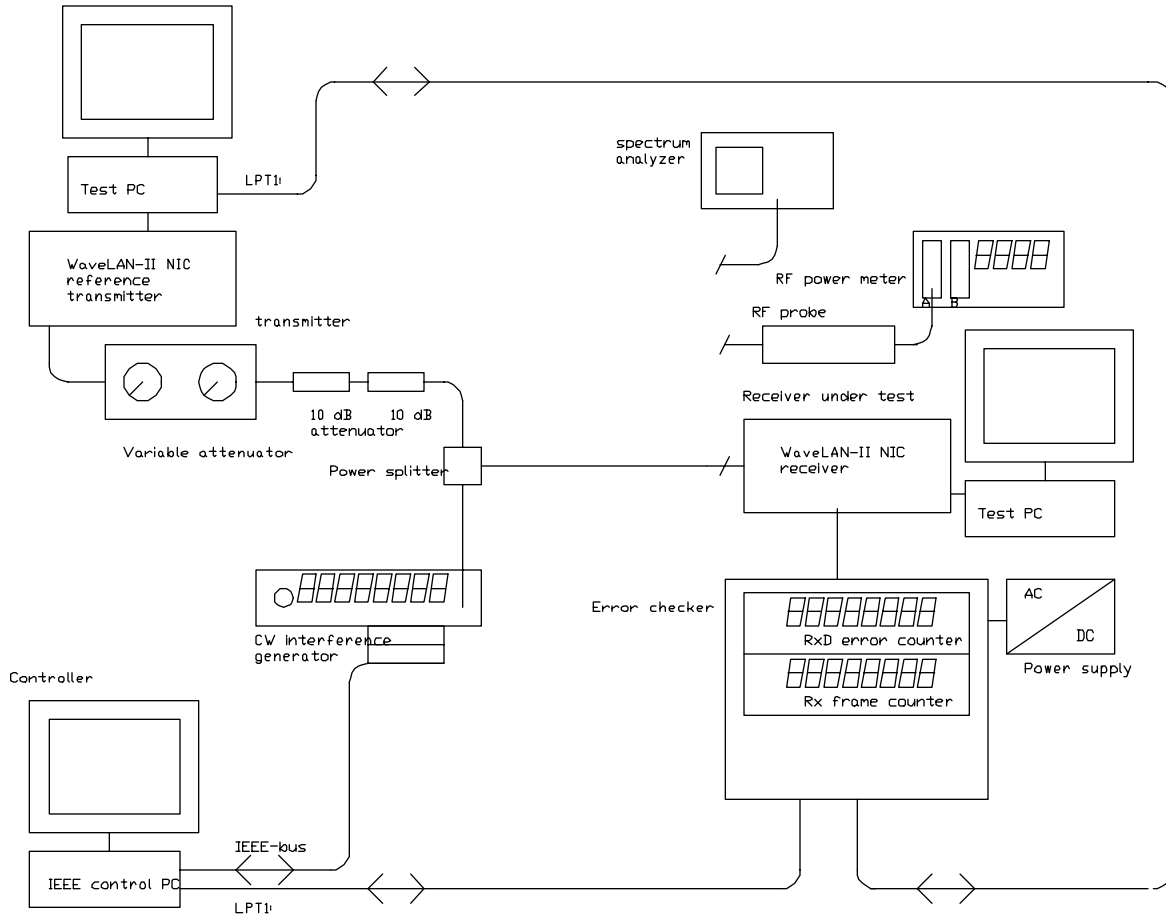 spectrum
analyzer
Test PC
LPT1:
WaveLAN-II NIC
reference
transmitter
RF power meter
A B
RF probe
transmitter
Receiver under test
10 dB 10 dB
attenuator
Variable attenuator
Power splitter
WaveLAN-II NIC
receiver
Test PC
Error checker
AC
DC
RxD error counter
CW Interference
generator
Power supply
Controller
Rx frame counter
IEEE-bus
IEEE control PC
LPT1: